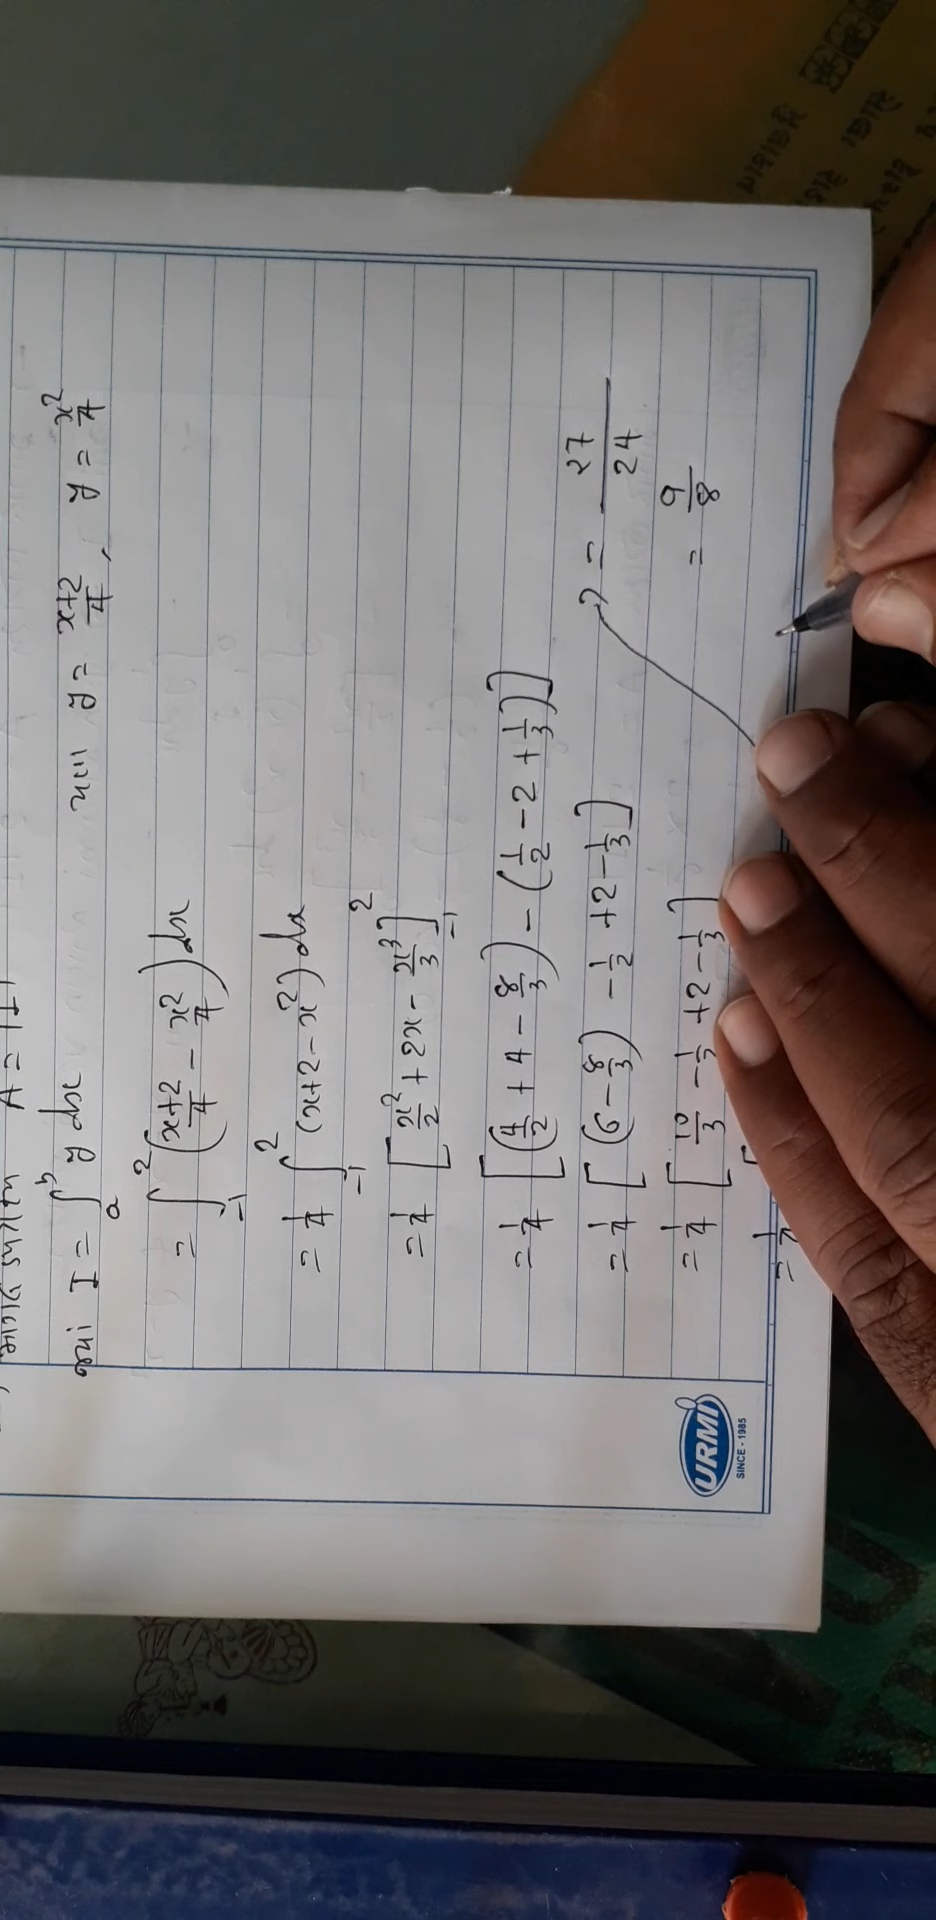 A = |I|
I = ∫ₐᵇ y dx y = x+2/4 , y = x²/4
= ∫₋₁² (x+2/4 − x²/4) dx
= 1/4 ∫₋₁² (x+2−x²) dx
= 1/4 [x²/2 + 2x − x³/3]₋₁²
= 1/4 [(4/2 + 4 − 8/3) − (1/2 − 2 + 1/3)]
= 1/4 [(6 − 8/3) − 1/2 + 2 − 1/3]
= 1/4 [10/3 − 1/2 + 2 − 1/3]
= 1/4 [
= 27/24
= 9/8
URMI
SINCE - 1985